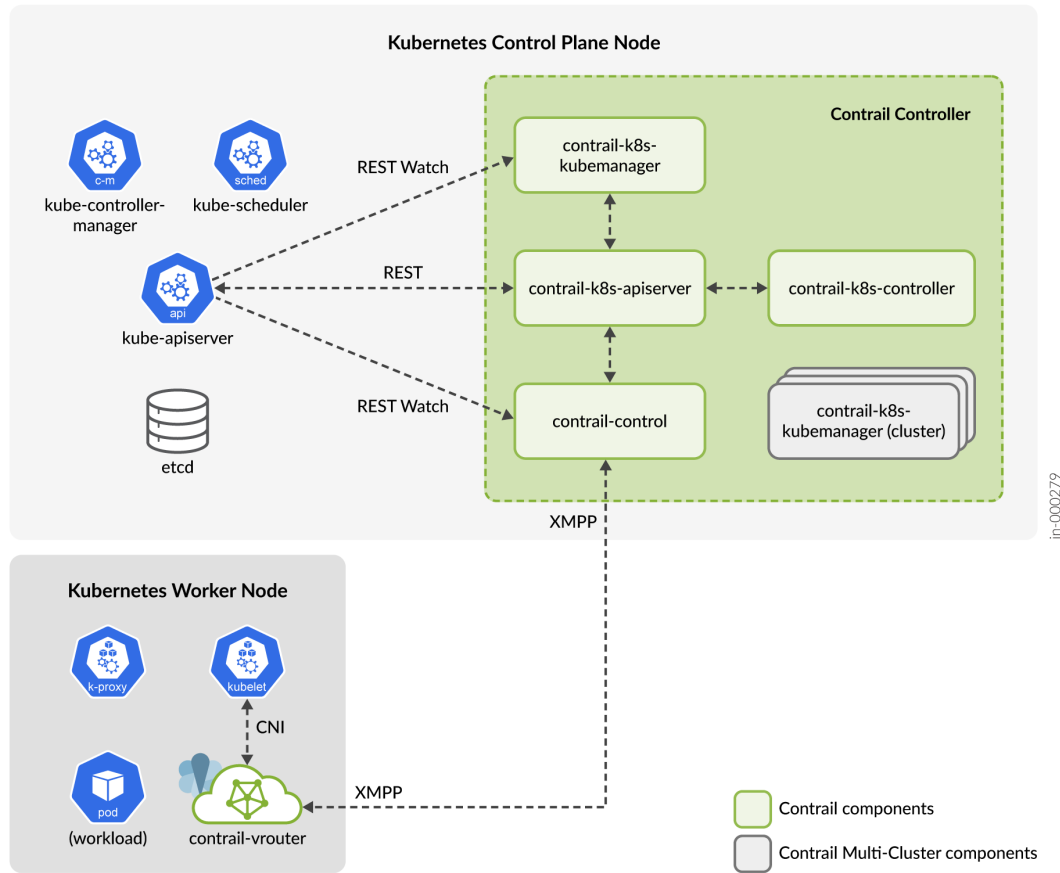 Kubernetes Control Plane Node
Contrail Controller
c-m
kube-controller-
manager
sched
kube-scheduler
REST Watch
contrail-k8s-
kubemanager
api
kube-apiserver
REST
contrail-k8s-apiserver
contrail-k8s-controller
etcd
REST Watch
contrail-control
contrail-k8s-
kubemanager (cluster)
XMPP
in-000279
Kubernetes Worker Node
k-proxy
kubelet
CNI
pod
(workload)
contrail-vrouter
XMPP
Contrail components
Contrail Multi-Cluster components